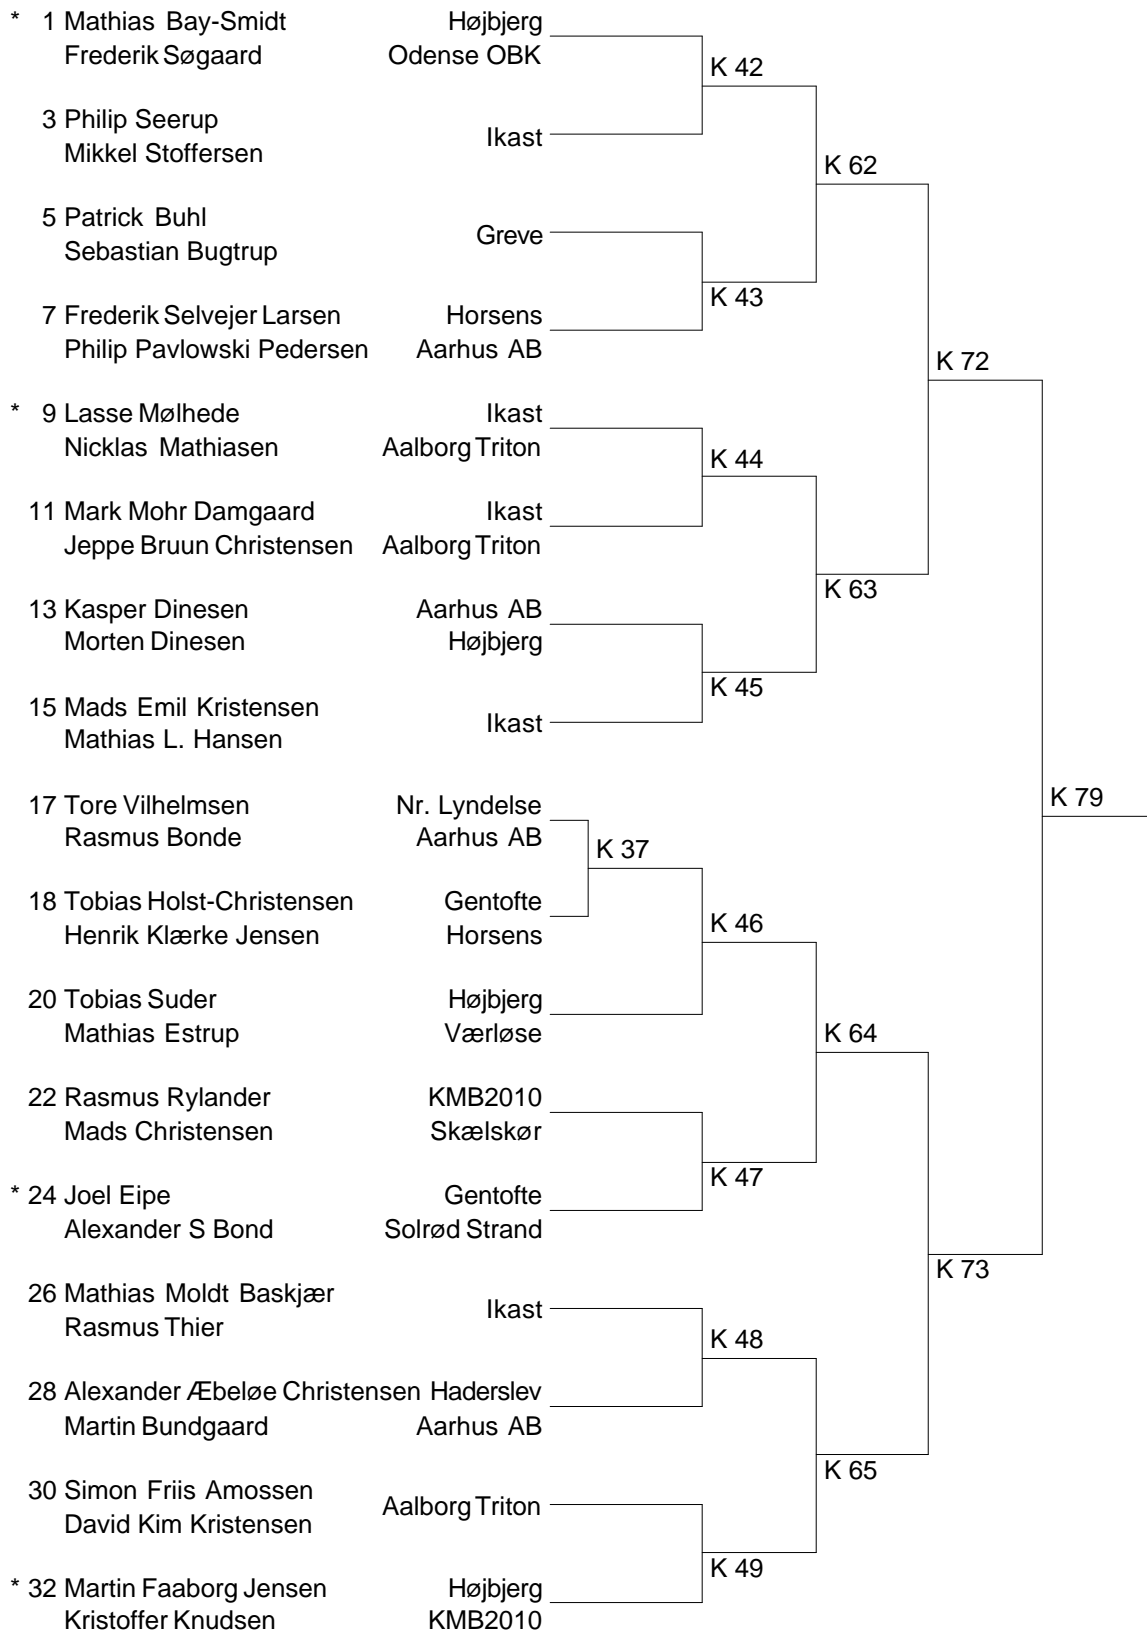 * 1 Mathias Bay-Smidt Højbjerg
Frederik Søgaard Odense OBK
K 42
3 Philip Seerup
Ikast
Mikkel Stoffersen
K 62
5 Patrick Buhl
Greve
Sebastian Bugtrup
K 43
7 Frederik Selvejer Larsen Horsens
Philip Pavlowski Pedersen Aarhus AB
K 72
* 9 Lasse Mølhede Ikast
Nicklas Mathiasen Aalborg Triton
K 44
11 Mark Mohr Damgaard Ikast
Jeppe Bruun Christensen Aalborg Triton
K 63
13 Kasper Dinesen Aarhus AB
Morten Dinesen Højbjerg
K 45
15 Mads Emil Kristensen
Ikast
Mathias L. Hansen
K 79
17 Tore Vilhelmsen Nr. Lyndelse
Rasmus Bonde Aarhus AB
K 37
18 Tobias Holst-Christensen Gentofte
Henrik Klærke Jensen Horsens
K 46
20 Tobias Suder Højbjerg
Mathias Estrup Værløse
K 64
22 Rasmus Rylander KMB2010
Mads Christensen Skælskør
K 47
* 24 Joel Eipe Gentofte
Alexander S Bond Solrød Strand
K 73
26 Mathias Moldt Baskjær
Ikast
Rasmus Thier
K 48
28 Alexander Æbeløe Christensen Haderslev
Martin Bundgaard Aarhus AB
K 65
30 Simon Friis Amossen
Aalborg Triton
David Kim Kristensen
K 49
* 32 Martin Faaborg Jensen Højbjerg
Kristoffer Knudsen KMB2010